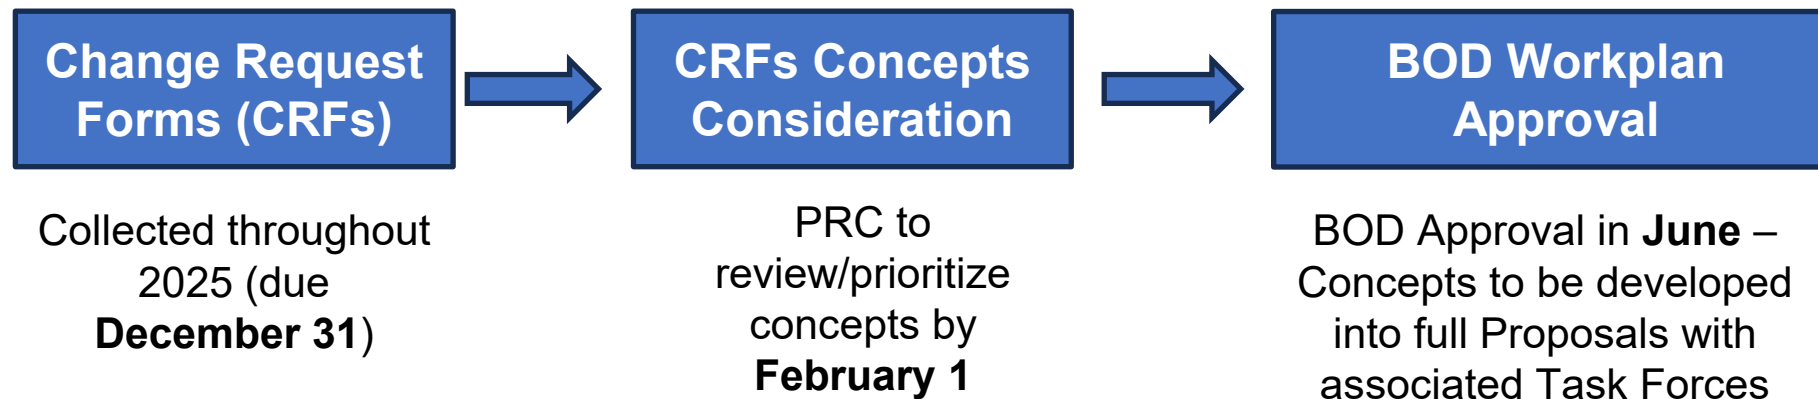 Change Request
Forms (CRFs)
CRFs Concepts
Consideration
BOD Workplan
Approval
Collected throughout
2025 (due
December 31)
PRC to
review/prioritize
concepts by
February 1
BOD Approval in June –
Concepts to be developed
into full Proposals with
associated Task Forces